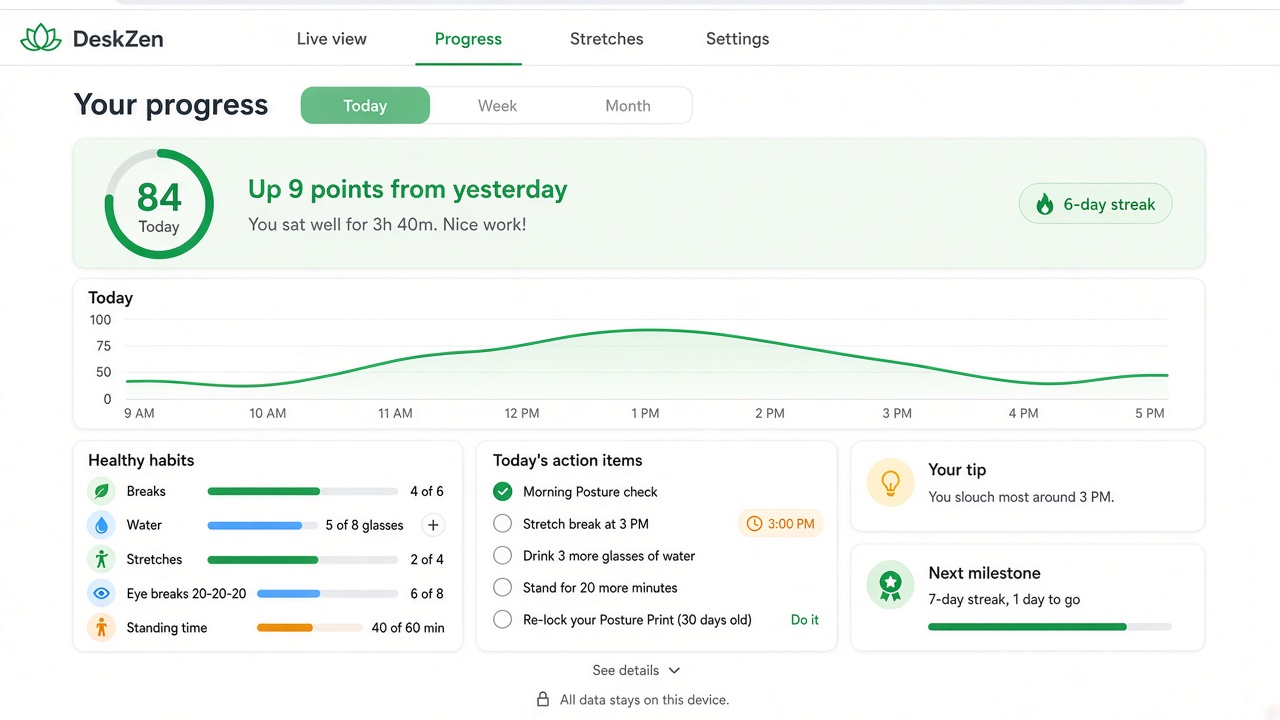 DeskZen
Live view
Progress
Stretches
Settings
Your progress
Today
Week
Month
84
Today
Up 9 points from yesterday
You sat well for 3h 40m. Nice work!
6-day streak
Today
100
75
50
0
9 AM
10 AM
11 AM
12 PM
1 PM
2 PM
3 PM
4 PM
5 PM
Healthy habits
Breaks
4 of 6
Water
5 of 8 glasses
+
Stretches
2 of 4
Eye breaks 20-20-20
6 of 8
Standing time
40 of 60 min
Today's action items
Morning Posture check
Stretch break at 3 PM
3:00 PM
Drink 3 more glasses of water
Stand for 20 more minutes
Re-lock your Posture Print (30 days old)
Do it
Your tip
You slouch most around 3 PM.
Next milestone
7-day streak, 1 day to go
See details
All data stays on this device.